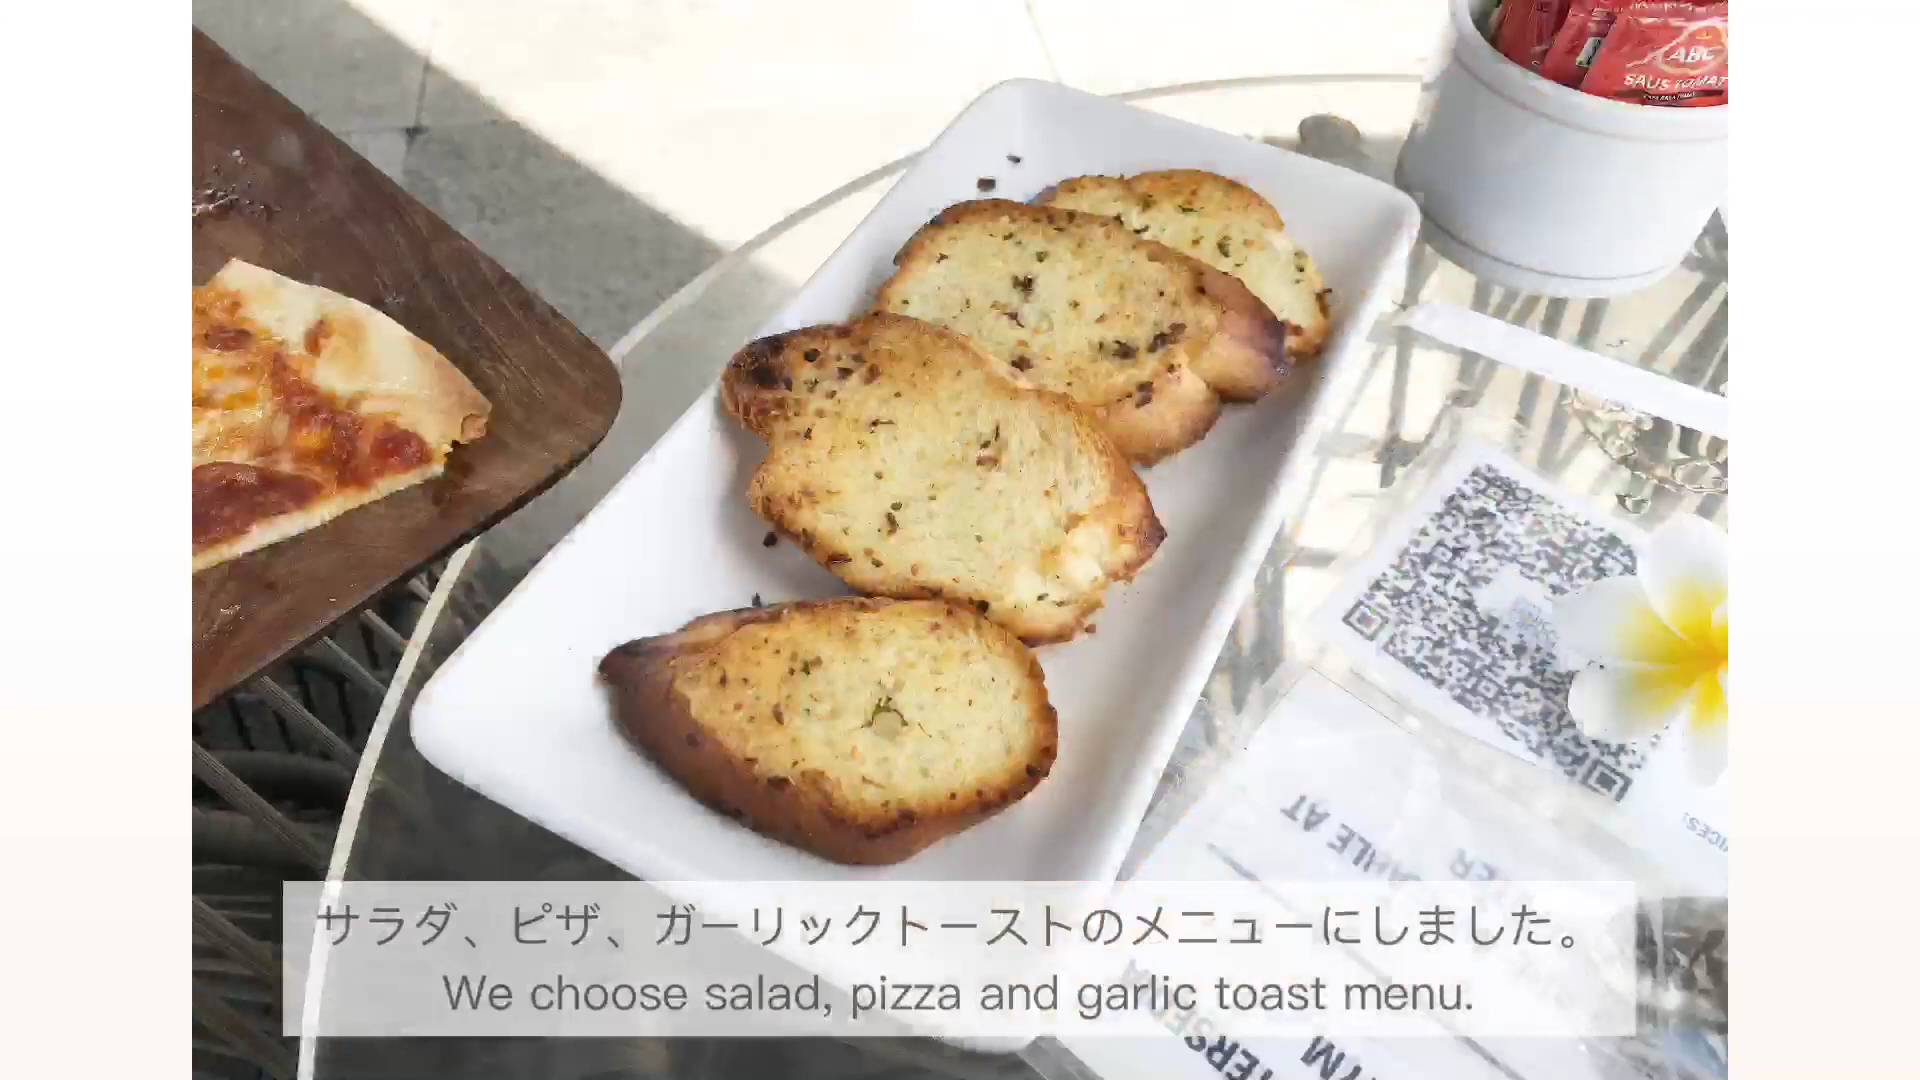 ABC
SAUS TOMAT
サラダ、ピザ、ガーリックトーストのメニューにしました。
We choose salad, pizza and garlic toast menu.